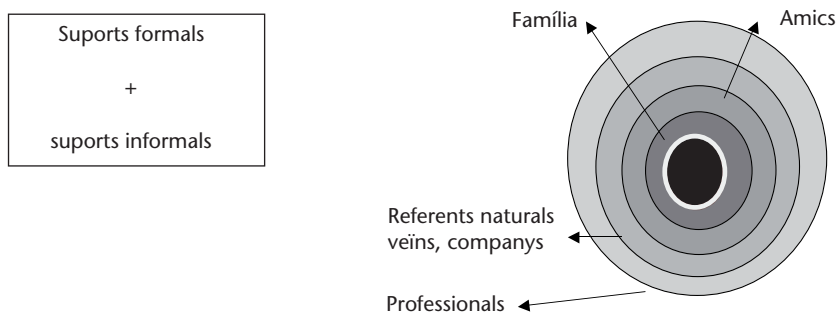 Suports formals
+
suports informals
Família
Amics
Referents naturals
veïns, companys
Professionals